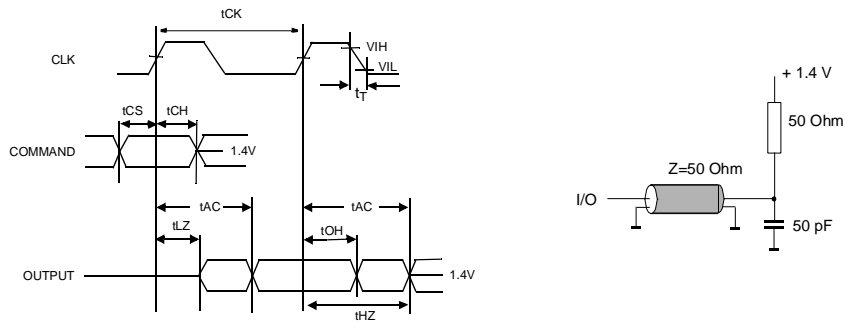 tCK
CLK
VIH
VIL
tT
tCS
tCH
COMMAND
1.4V
tAC
tAC
tLZ
tOH
OUTPUT
1.4V
tHZ
+ 1.4 V
50 Ohm
Z=50 Ohm
I/O
50 pF